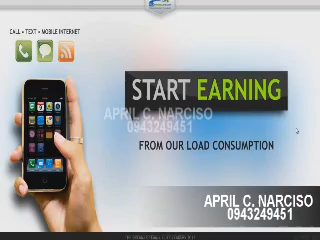 CALL • TEXT • MOBILE INTERNET
START EARNING
APRIL C. NARCISO
0943249451
FROM OUR LOAD CONSUMPTION
APRIL C. NARCISO
0943249451